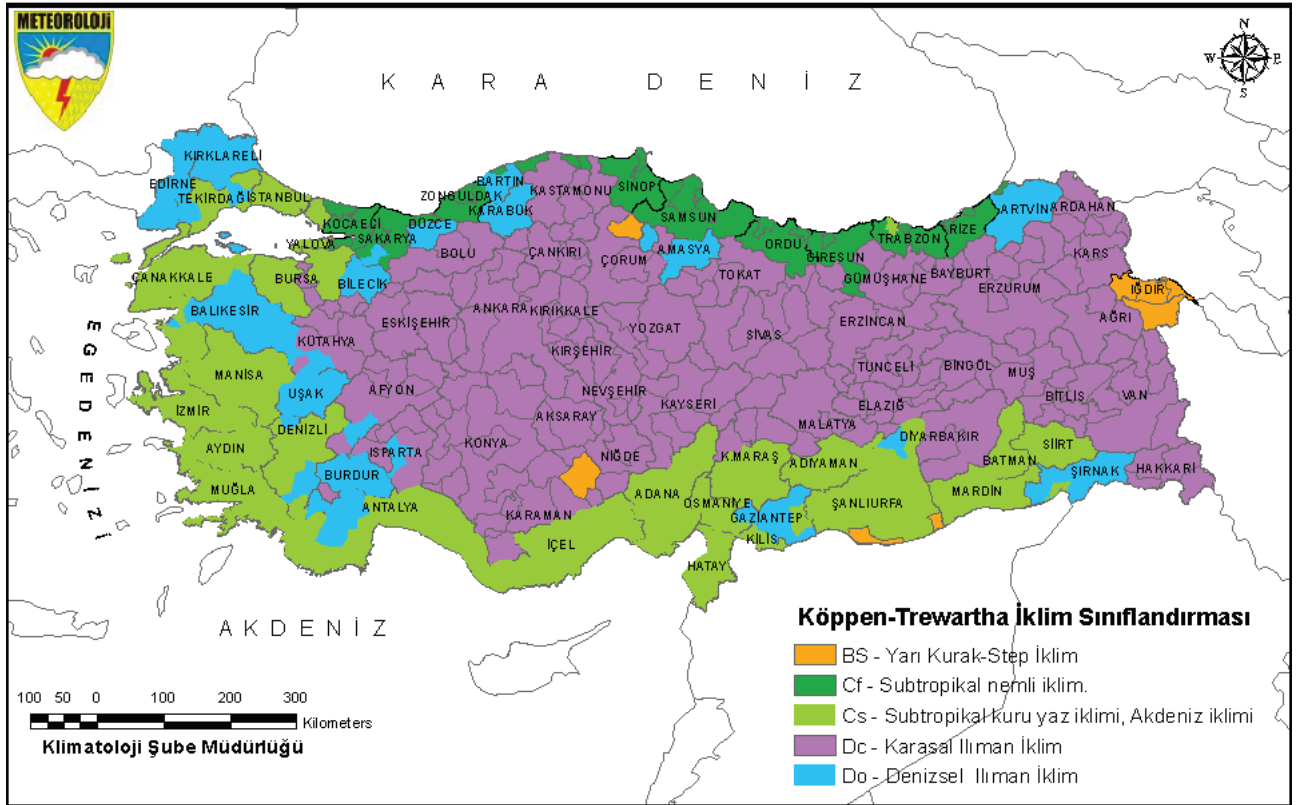 METEOROLOJİ
N
W
E
S
KARA DENİZ
KIRKLARELİ
EDİRNE
TEKİRDAĞ
İSTANBUL
KOCAELİ
YALOVA
SAKARYA
DÜZCE
ZONGULDAK
BARTIN
KARABÜK
KASTAMONU
SİNOP
SAMSUN
ORDU
GİRESUN
TRABZON
RİZE
ARTVİN
ARDAHAN
KARS
IĞDIR
AĞRI
ÇANAKKALE
BURSA
BİLECİK
BOLU
ÇANKIRI
ÇORUM
AMASYA
TOKAT
GÜMÜŞHANE
BAYBURT
ERZURUM
BALIKESİR
KÜTAHYA
ESKİŞEHİR
ANKARA
KIRIKKALE
YOZGAT
SİVAS
ERZİNCAN
EGE DENİZİ
MANİSA
UŞAK
AFYON
KIRŞEHİR
NEVŞEHİR
KAYSERİ
TUNCELİ
BİNGÖL
MUŞ
BİTLİS
VAN
İZMİR
AYDIN
DENİZLİ
ISPARTA
KONYA
AKSARAY
NİĞDE
MALATYA
ELAZIĞ
DİYARBAKIR
BATMAN
SİİRT
ŞIRNAK
HAKKARİ
MUĞLA
BURDUR
ANTALYA
KARAMAN
İÇEL
ADANA
K.MARAŞ
OSMANİYE
ADIYAMAN
GAZİANTEP
KİLİS
ŞANLIURFA
MARDİN
HATAY
AKDENİZ
Köppen-Trewartha İklim Sınıflandırması
BS - Yarı Kurak-Step İklim
Cf - Subtropikal nemli iklim.
Cs - Subtropikal kuru yaz iklimi, Akdeniz iklimi
Dc - Karasal Ilıman İklim
Do - Denizsel Ilıman İklim
100 50 0 100 200 300
Kilometers
Klimatoloji Şube Müdürlüğü